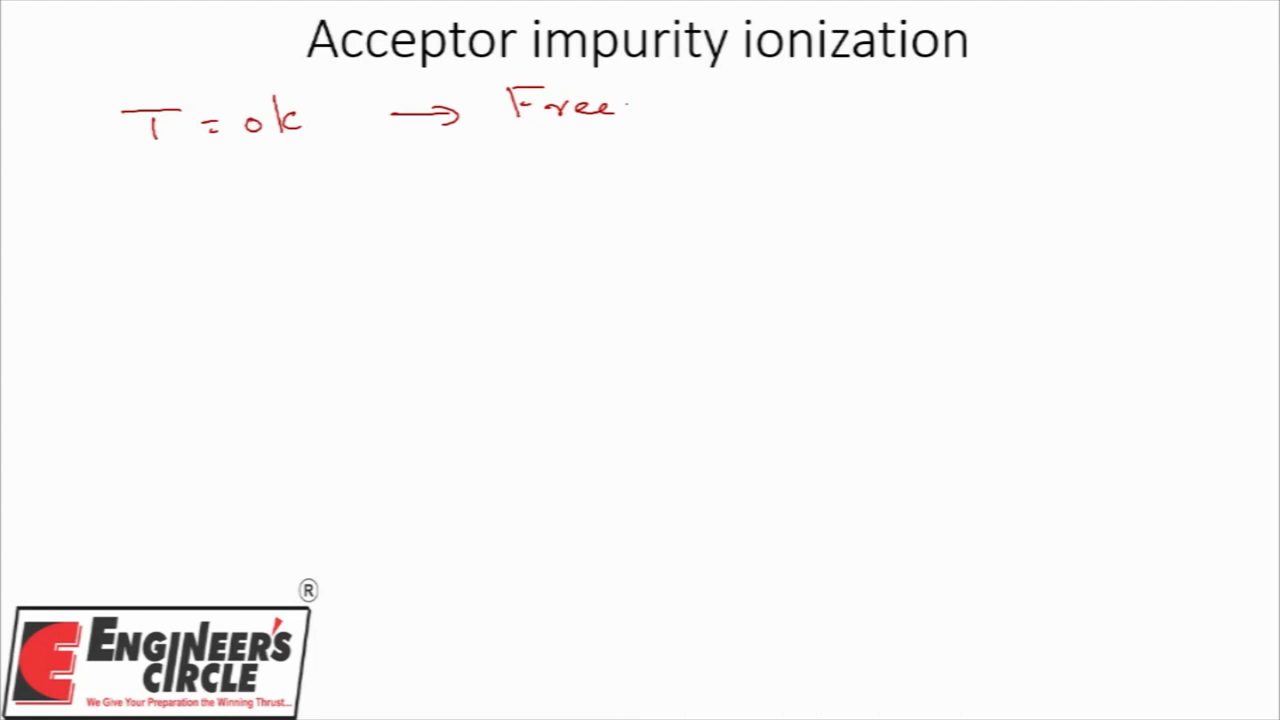 Acceptor impurity ionization
T = 0k → Free
®
ENGINEER'S
CIRCLE
We Give Your Preparation the Winning Thrust...